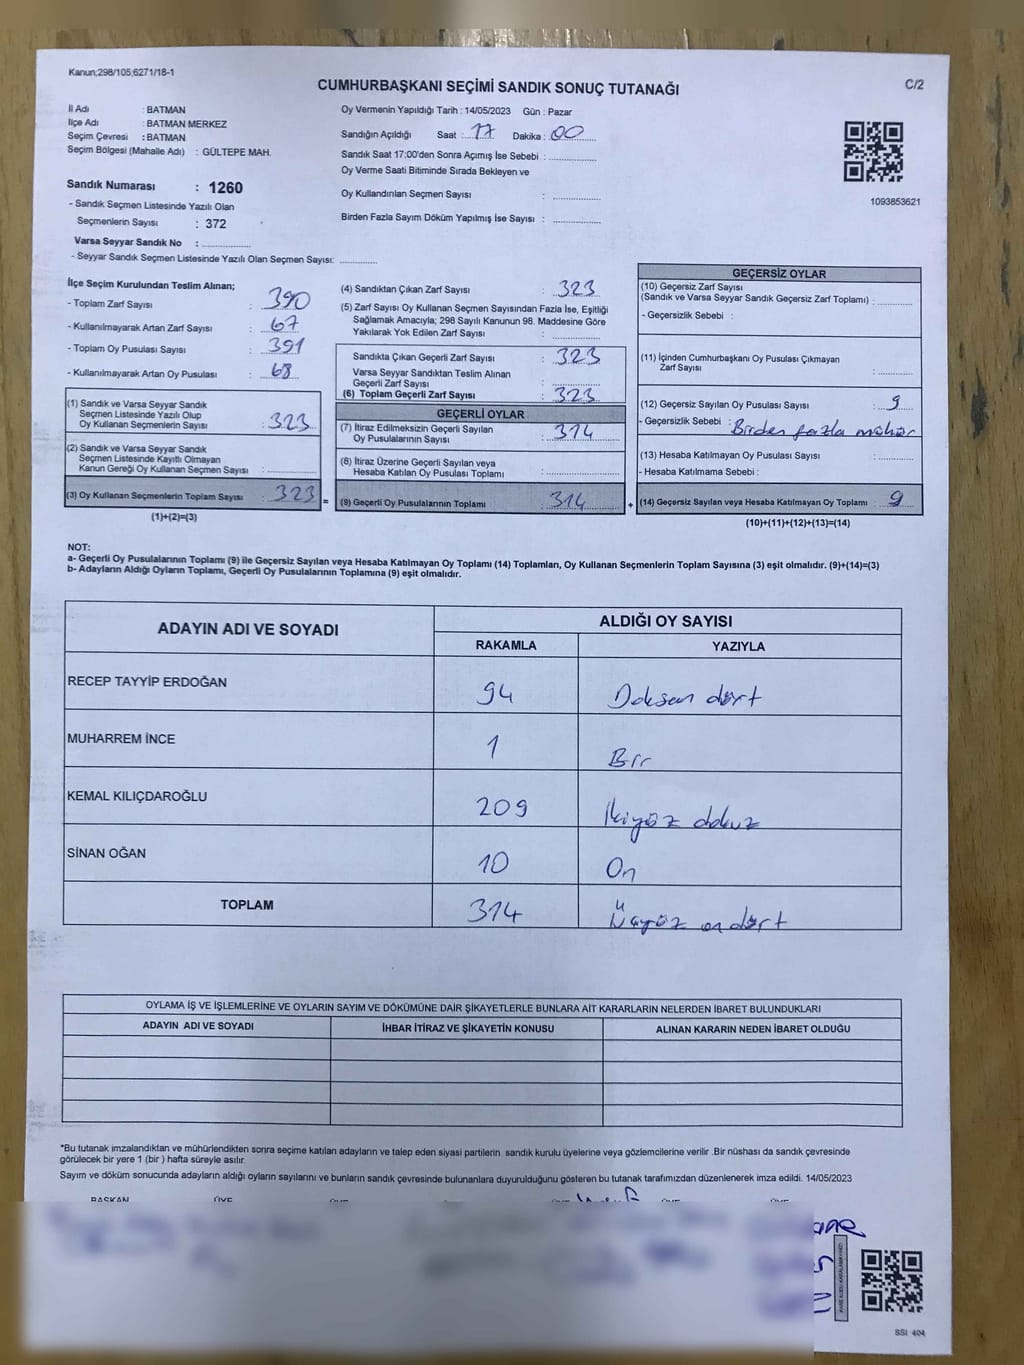 Kanun;298/105;6271/18-1
CUMHURBAŞKANI SEÇİMİ SANDIK SONUÇ TUTANAĞI
C/2
İl Adı : BATMAN
İlçe Adı : BATMAN MERKEZ
Seçim Çevresi : BATMAN
Seçim Bölgesi (Mahalle Adı) : GÜLTEPE MAH.
Sandık Numarası : 1260
- Sandık Seçmen Listesinde Yazılı Olan
Seçmenlerin Sayısı : 372
Varsa Seyyar Sandık No :
- Seyyar Sandık Seçmen Listesinde Yazılı Olan Seçmen Sayısı:
Oy Vermenin Yapıldığı Tarih : 14/05/2023 Gün : Pazar
Sandığın Açıldığı Saat : 17 Dakika : 00
Sandık Saat 17:00'den Sonra Açımış İse Sebebi :
Oy Verme Saati Bitiminde Sırada Bekleyen ve
Oy Kullandırılan Seçmen Sayısı :
Birden Fazla Sayım Döküm Yapılmış İse Sayısı :
1093853621
İlçe Seçim Kurulundan Teslim Alınan;
- Toplam Zarf Sayısı : 390
- Kullanılmayarak Artan Zarf Sayısı : 67
- Toplam Oy Pusulası Sayısı : 391
- Kullanılmayarak Artan Oy Pusulası : 68
(1) Sandık ve Varsa Seyyar Sandık
Seçmen Listesinde Yazılı Olup
Oy Kullanan Seçmenlerin Sayısı : 323
(2) Sandık ve Varsa Seyyar Sandık
Seçmen Listesinde Kayıtlı Olmayan
Kanun Gereği Oy Kullanan Seçmen Sayısı :
(3) Oy Kullanan Seçmenlerin Toplam Sayısı : 323 =
(1)+(2)=(3)
(4) Sandıktan Çıkan Zarf Sayısı : 323
(5) Zarf Sayısı Oy Kullanan Seçmen Sayısından Fazla İse, Eşitliği
Sağlamak Amacıyla; 298 Sayılı Kanunun 98. Maddesine Göre
Yakılarak Yok Edilen Zarf Sayısı :
Sandıkta Çıkan Geçerli Zarf Sayısı : 323
Varsa Seyyar Sandıktan Teslim Alınan
Geçerli Zarf Sayısı :
(6) Toplam Geçerli Zarf Sayısı : 323
GEÇERLİ OYLAR
(7) İtiraz Edilmeksizin Geçerli Sayılan
Oy Pusulalarının Sayısı : 314
(8) İtiraz Üzerine Geçerli Sayılan veya
Hesaba Katılan Oy Pusulası Toplamı :
(9) Geçerli Oy Pusulalarının Toplamı : 314 +
GEÇERSİZ OYLAR
(10) Geçersiz Zarf Sayısı
(Sandık ve Varsa Seyyar Sandık Geçersiz Zarf Toplamı) :
- Geçersizlik Sebebi :
(11) İçinden Cumhurbaşkanı Oy Pusulası Çıkmayan
Zarf Sayısı :
(12) Geçersiz Sayılan Oy Pusulası Sayısı : 9
- Geçersizlik Sebebi : Birden fazla mühür
(13) Hesaba Katılmayan Oy Pusulası Sayısı :
- Hesaba Katılmama Sebebi :
(14) Geçersiz Sayılan veya Hesaba Katılmayan Oy Toplamı : 9
(10)+(11)+(12)+(13)=(14)
NOT:
a- Geçerli Oy Pusulalarının Toplamı (9) ile Geçersiz Sayılan veya Hesaba Katılmayan Oy Toplamı (14) Toplamları, Oy Kullanan Seçmenlerin Toplam Sayısına (3) eşit olmalıdır. (9)+(14)=(3)
b- Adayların Aldığı Oyların Toplamı, Geçerli Oy Pusulalarının Toplamına (9) eşit olmalıdır.
ADAYIN ADI VE SOYADI
ALDIĞI OY SAYISI
RAKAMLA YAZIYLA
RECEP TAYYİP ERDOĞAN 94 Doksan dört
MUHARREM İNCE 1 Bir
KEMAL KILIÇDAROĞLU 209 İkiyüz dokuz
SİNAN OĞAN 10 On
TOPLAM 314 Üçyüz on dört
OYLAMA İŞ VE İŞLEMLERİNE VE OYLARIN SAYIM VE DÖKÜMÜNE DAİR ŞİKAYETLERLE BUNLARA AİT KARARLARIN NELERDEN İBARET BULUNDUKLARI
ADAYIN ADI VE SOYADI İHBAR İTİRAZ VE ŞİKAYETİN KONUSU ALINAN KARARIN NEDEN İBARET OLDUĞU
*Bu tutanak imzalandıktan ve mühürlendikten sonra seçime katılan adayların ve talep eden siyasi partilerin sandık kurulu üyelerine veya gözlemcilerine verilir .Bir nüshası da sandık çevresinde
görülecek bir yere 1 (bir ) hafta süreyle asılır.
Sayım ve döküm sonucunda adayların aldığı oyların sayılarını ve bunların sandık çevresinde bulunanlara duyurulduğunu gösteren bu tutanak tarafımızdan düzenlenerek imza edildi. 14/05/2023
BAŞKAN ÜYE ÜYE ÜYE ÜYE
SSI 404